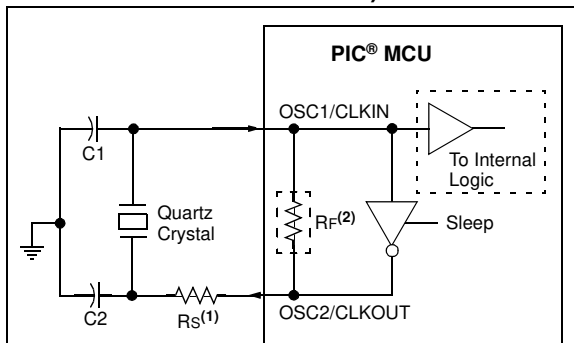 PIC® MCU
OSC1/CLKIN
C1
To Internal
Logic
Quartz
Crystal
RF(2)
Sleep
C2
RS(1)
OSC2/CLKOUT